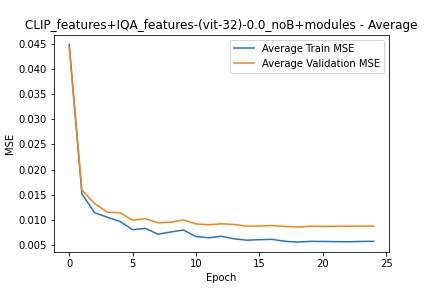 CLIP_features+IQA_features-(vit-32)-0.0_noB+modules - Average
Average Train MSE
Average Validation MSE
MSE
0.045
0.040
0.035
0.030
0.025
0.020
0.015
0.010
0.005
0 5 10 15 20 25
Epoch